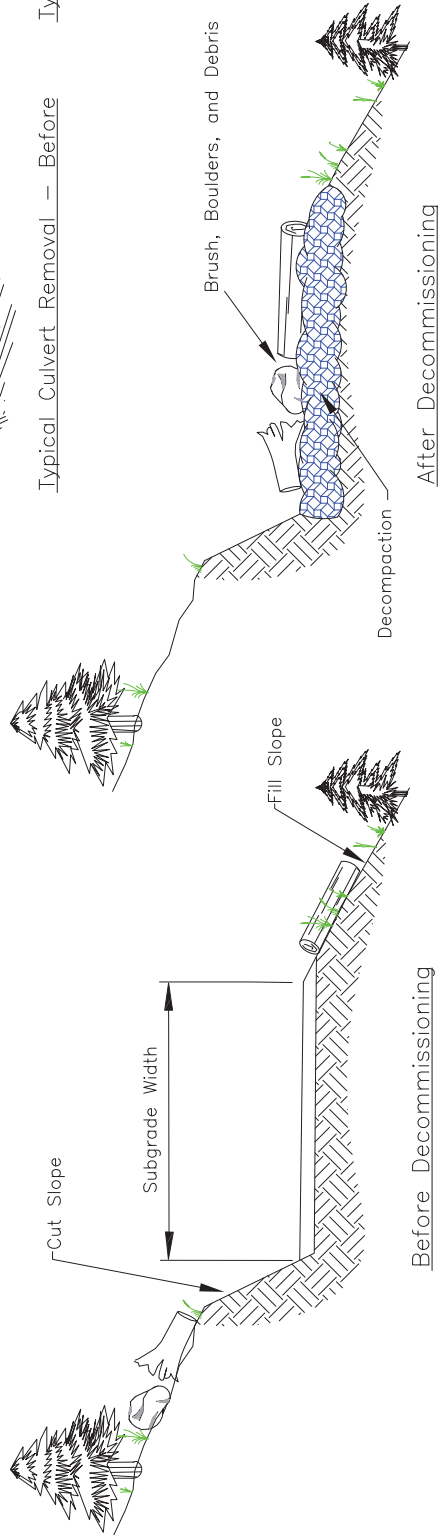 Cut Slope
Subgrade Width
Fill Slope
Before Decommissioning
Brush, Boulders, and Debris
Decompaction
After Decommissioning
Typical Culvert Removal – Before
Ty